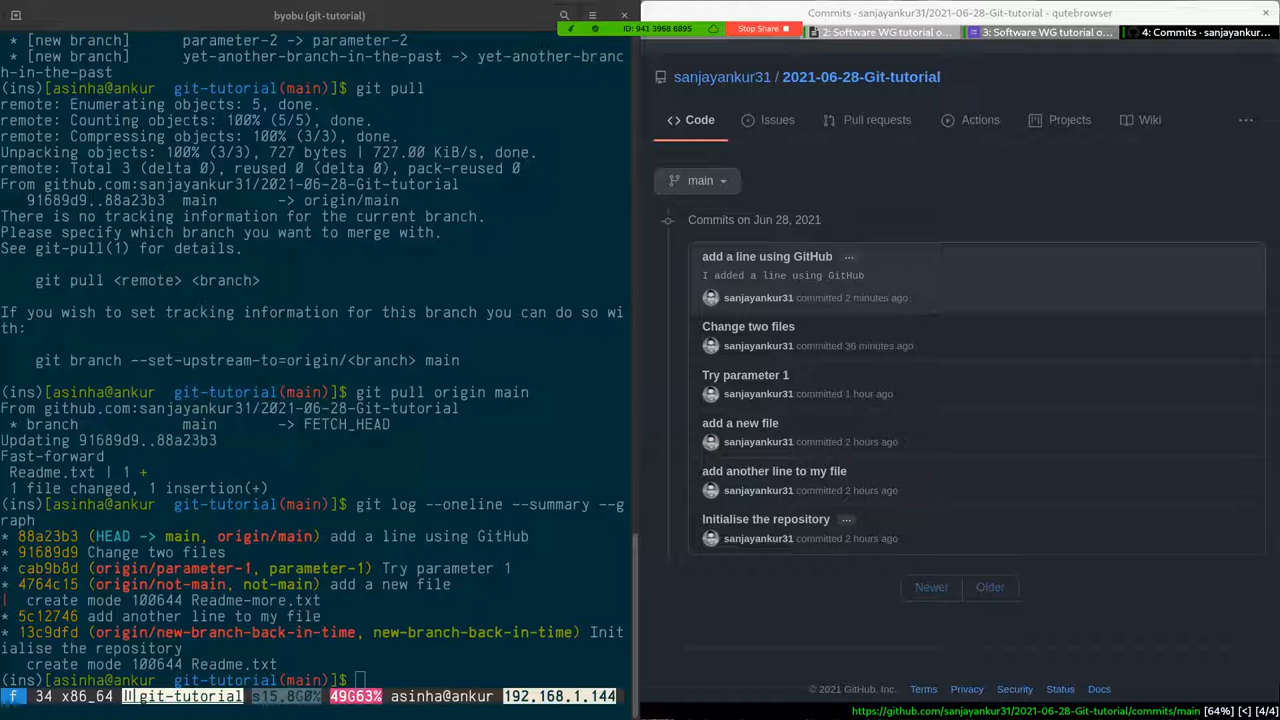 byobu (git-tutorial)
* [new branch]      parameter-2 -> parameter-2
* [new branch]      yet-another-branch-in-the-past -> yet-another-branc
h-in-the-past
(ins)[asinha@ankur  git-tutorial(main)]$ git pull
remote: Enumerating objects: 5, done.
remote: Counting objects: 100% (5/5), done.
remote: Compressing objects: 100% (3/3), done.
Unpacking objects: 100% (3/3), 727 bytes | 727.00 KiB/s, done.
remote: Total 3 (delta 0), reused 0 (delta 0), pack-reused 0
From github.com:sanjayankur31/2021-06-28-Git-tutorial
   91689d9..88a23b3  main       -> origin/main
There is no tracking information for the current branch.
Please specify which branch you want to merge with.
See git-pull(1) for details.
    git pull <remote> <branch>
If you wish to set tracking information for this branch you can do so wi
th:
    git branch --set-upstream-to=origin/<branch> main
(ins)[asinha@ankur  git-tutorial(main)]$ git pull origin main
From github.com:sanjayankur31/2021-06-28-Git-tutorial
 * branch            main       -> FETCH_HEAD
Updating 91689d9..88a23b3
Fast-forward
 Readme.txt | 1 +
 1 file changed, 1 insertion(+)
(ins)[asinha@ankur  git-tutorial(main)]$ git log --oneline --summary --g
raph
* 88a23b3 (HEAD -> main, origin/main) add a line using GitHub
* 91689d9 Change two files
* cab9b8d (origin/parameter-1, parameter-1) Try parameter 1
* 4764c15 (origin/not-main, not-main) add a new file
|  create mode 100644 Readme-more.txt
* 5c12746 add another line to my file
* 13c9dfd (origin/new-branch-back-in-time, new-branch-back-in-time) Init
ialise the repository
   create mode 100644 Readme.txt
(ins)[asinha@ankur  git-tutorial(main)]$
f  34 x86_64  git-tutorial  s15.8G0%  49G63%  asinha@ankur  192.168.1.144
ID: 941 3968 6895  Stop Share
Commits - sanjayankur31/2021-06-28-Git-tutorial - qutebrowser
2: Software WG tutorial o...  3: Software WG tutorial o...  4: Commits · sanjayankur31/...
sanjayankur31 / 2021-06-28-Git-tutorial
<> Code  Issues  Pull requests  Actions  Projects  Wiki  ...
main
Commits on Jun 28, 2021
add a line using GitHub ...
I added a line using GitHub
sanjayankur31 committed 2 minutes ago
Change two files
sanjayankur31 committed 36 minutes ago
Try parameter 1
sanjayankur31 committed 1 hour ago
add a new file
sanjayankur31 committed 2 hours ago
add another line to my file
sanjayankur31 committed 2 hours ago
Initialise the repository ...
sanjayankur31 committed 2 hours ago
Newer  Older
© 2021 GitHub, Inc.  Terms  Privacy  Security  Status  Docs
https://github.com/sanjayankur31/2021-06-28-Git-tutorial/commits/main [64%] [<] [4/4]